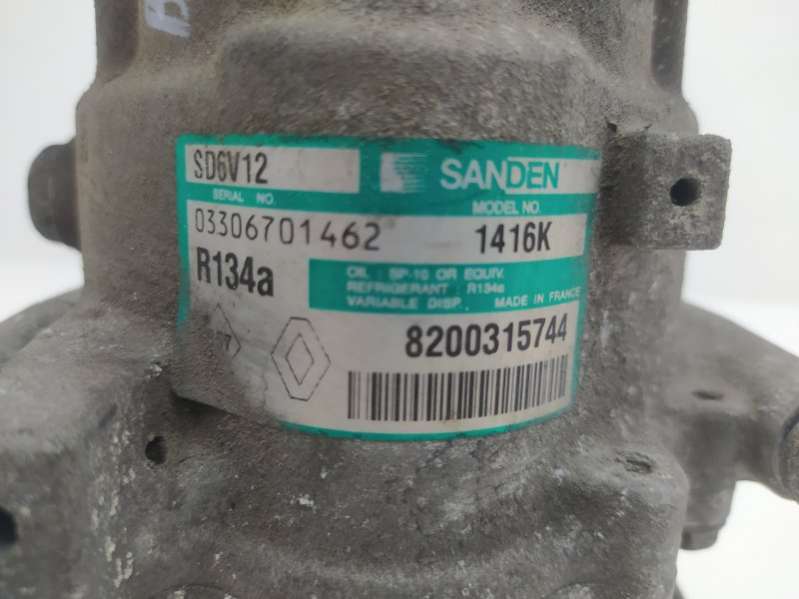 SD6V12
SANDEN
SERIAL NO.
MODEL NO.
03306701462
1416K
R134a
OIL : SP-10 OR EQUIV.
REFRIGERANT : R134a
VARIABLE DISP. MADE IN FRANCE
8200315744